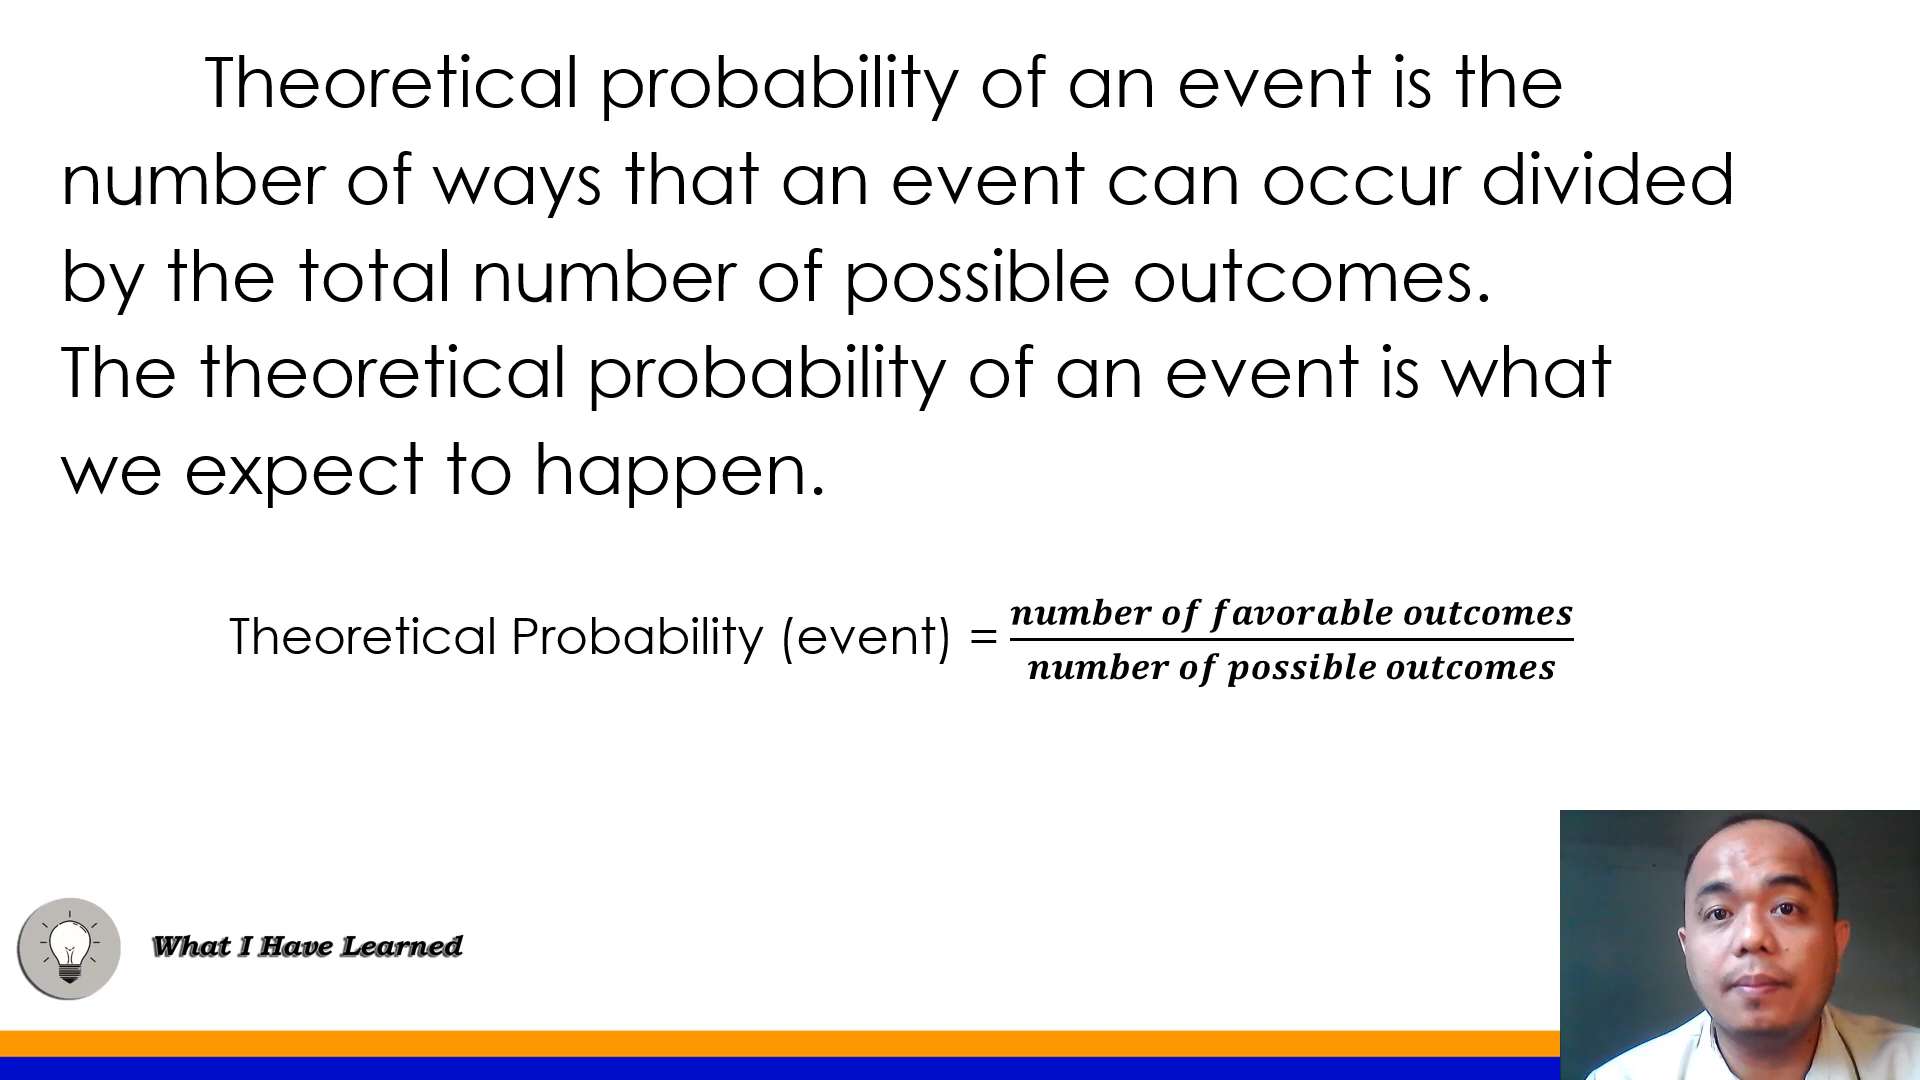 Theoretical probability of an event is the
number of ways that an event can occur divided
by the total number of possible outcomes.
The theoretical probability of an event is what
we expect to happen.
Theoretical Probability (event) = number of favorable outcomes
number of possible outcomes
What I Have Learned